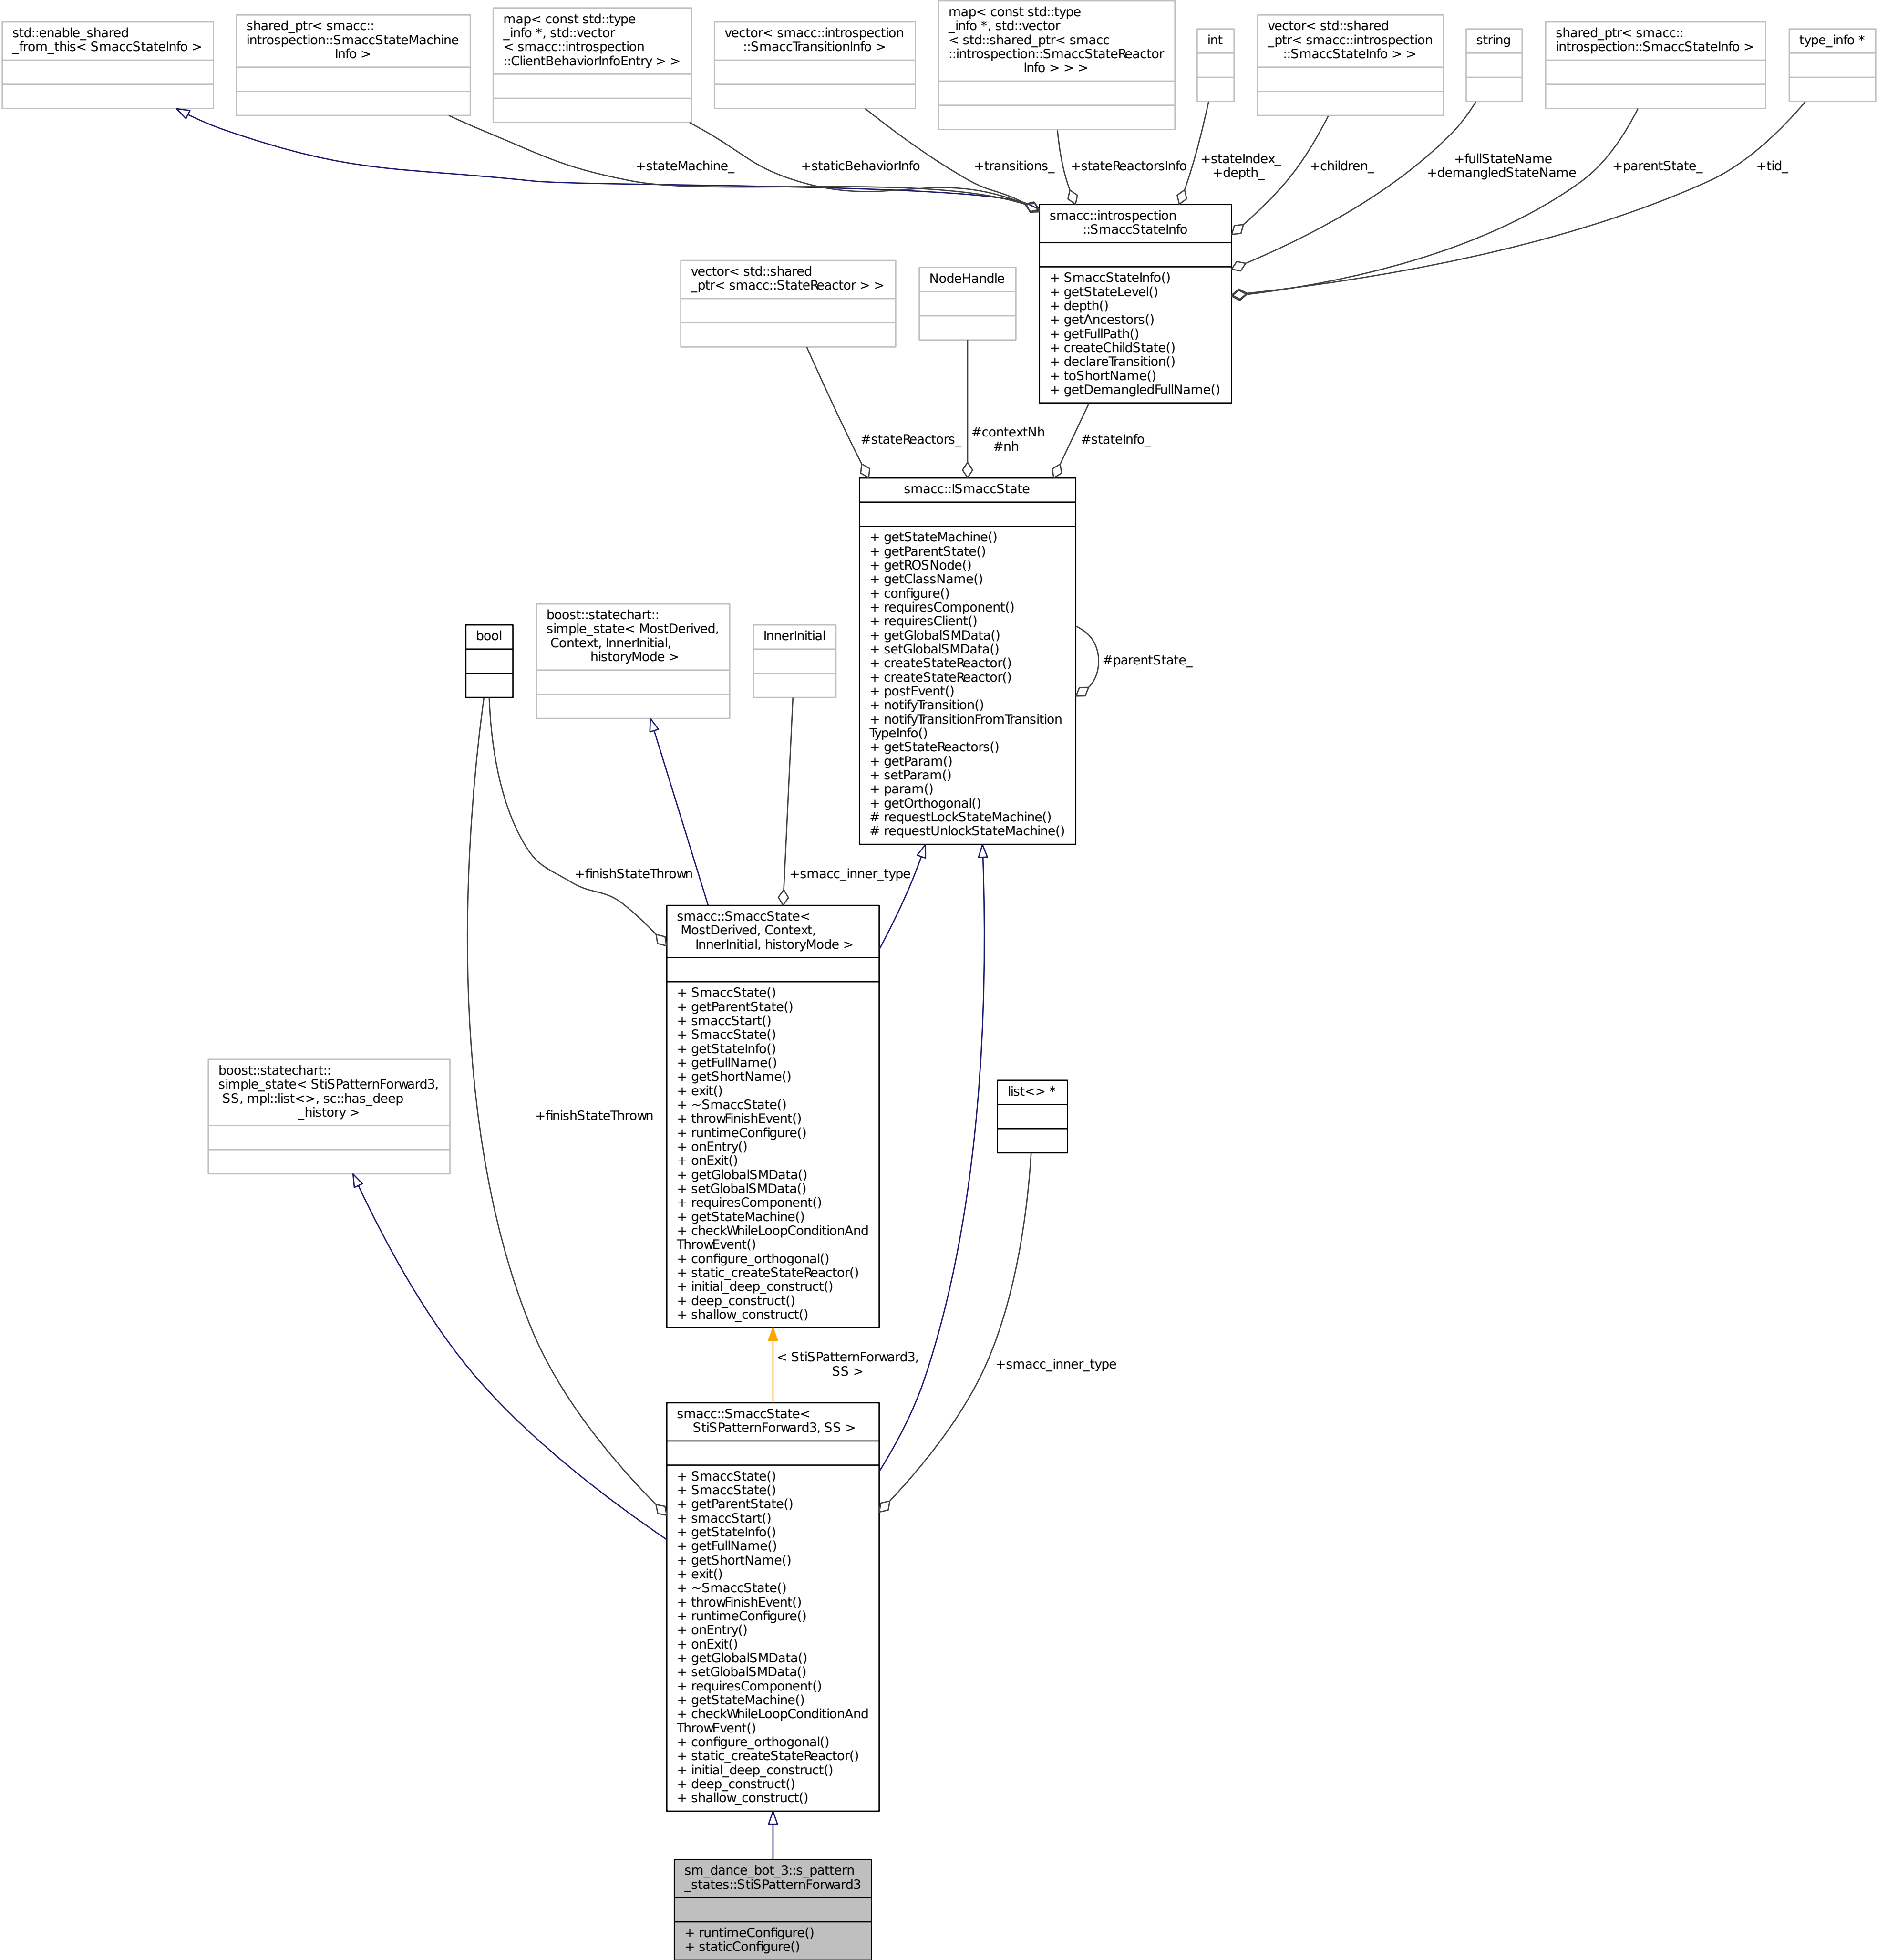 std::enable_shared
_from_this< SmaccStateInfo >
shared_ptr< smacc::
introspection::SmaccStateMachine
Info >
map< const std::type
_info *, std::vector
< smacc::introspection
::ClientBehaviorInfoEntry > >
vector< smacc::introspection
::SmaccTransitionInfo >
map< const std::type
_info *, std::vector
< std::shared_ptr< smacc
::introspection::SmaccStateReactor
Info > > >
int
vector< std::shared
_ptr< smacc::introspection
::SmaccStateInfo > >
string
shared_ptr< smacc::
introspection::SmaccStateInfo >
type_info *
+stateMachine_
+staticBehaviorInfo
+transitions_
+stateReactorsInfo
+stateIndex_
+depth_
+children_
+fullStateName
+demangledStateName
+parentState_
+tid_
smacc::introspection
::SmaccStateInfo
+ SmaccStateInfo()
+ getStateLevel()
+ depth()
+ getAncestors()
+ getFullPath()
+ createChildState()
+ declareTransition()
+ toShortName()
+ getDemangledFullName()
vector< std::shared
_ptr< smacc::StateReactor > >
NodeHandle
#stateReactors_
#contextNh
#nh
#stateInfo_
smacc::ISmaccState
+ getStateMachine()
+ getParentState()
+ getROSNode()
+ getClassName()
+ configure()
+ requiresComponent()
+ requiresClient()
+ getGlobalSMData()
+ setGlobalSMData()
+ createStateReactor()
+ createStateReactor()
+ postEvent()
+ notifyTransition()
+ notifyTransitionFromTransition
TypeInfo()
+ getStateReactors()
+ getParam()
+ setParam()
+ param()
+ getOrthogonal()
# requestLockStateMachine()
# requestUnlockStateMachine()
#parentState_
bool
boost::statechart::
simple_state< MostDerived,
Context, InnerInitial,
historyMode >
InnerInitial
+finishStateThrown
+smacc_inner_type
smacc::SmaccState<
MostDerived, Context,
InnerInitial, historyMode >
+ SmaccState()
+ getParentState()
+ smaccStart()
+ SmaccState()
+ getStateInfo()
+ getFullName()
+ getShortName()
+ exit()
+ ~SmaccState()
+ throwFinishEvent()
+ runtimeConfigure()
+ onEntry()
+ onExit()
+ getGlobalSMData()
+ setGlobalSMData()
+ requiresComponent()
+ getStateMachine()
+ checkWhileLoopConditionAnd
ThrowEvent()
+ configure_orthogonal()
+ static_createStateReactor()
+ initial_deep_construct()
+ deep_construct()
+ shallow_construct()
boost::statechart::
simple_state< StiSPatternForward3,
SS, mpl::list<>, sc::has_deep
_history >
+finishStateThrown
list<> *
< StiSPatternForward3,
SS >
+smacc_inner_type
smacc::SmaccState<
StiSPatternForward3, SS >
+ SmaccState()
+ SmaccState()
+ getParentState()
+ smaccStart()
+ getStateInfo()
+ getFullName()
+ getShortName()
+ exit()
+ ~SmaccState()
+ throwFinishEvent()
+ runtimeConfigure()
+ onEntry()
+ onExit()
+ getGlobalSMData()
+ setGlobalSMData()
+ requiresComponent()
+ getStateMachine()
+ checkWhileLoopConditionAnd
ThrowEvent()
+ configure_orthogonal()
+ static_createStateReactor()
+ initial_deep_construct()
+ deep_construct()
+ shallow_construct()
sm_dance_bot_3::s_pattern
_states::StiSPatternForward3
+ runtimeConfigure()
+ staticConfigure()